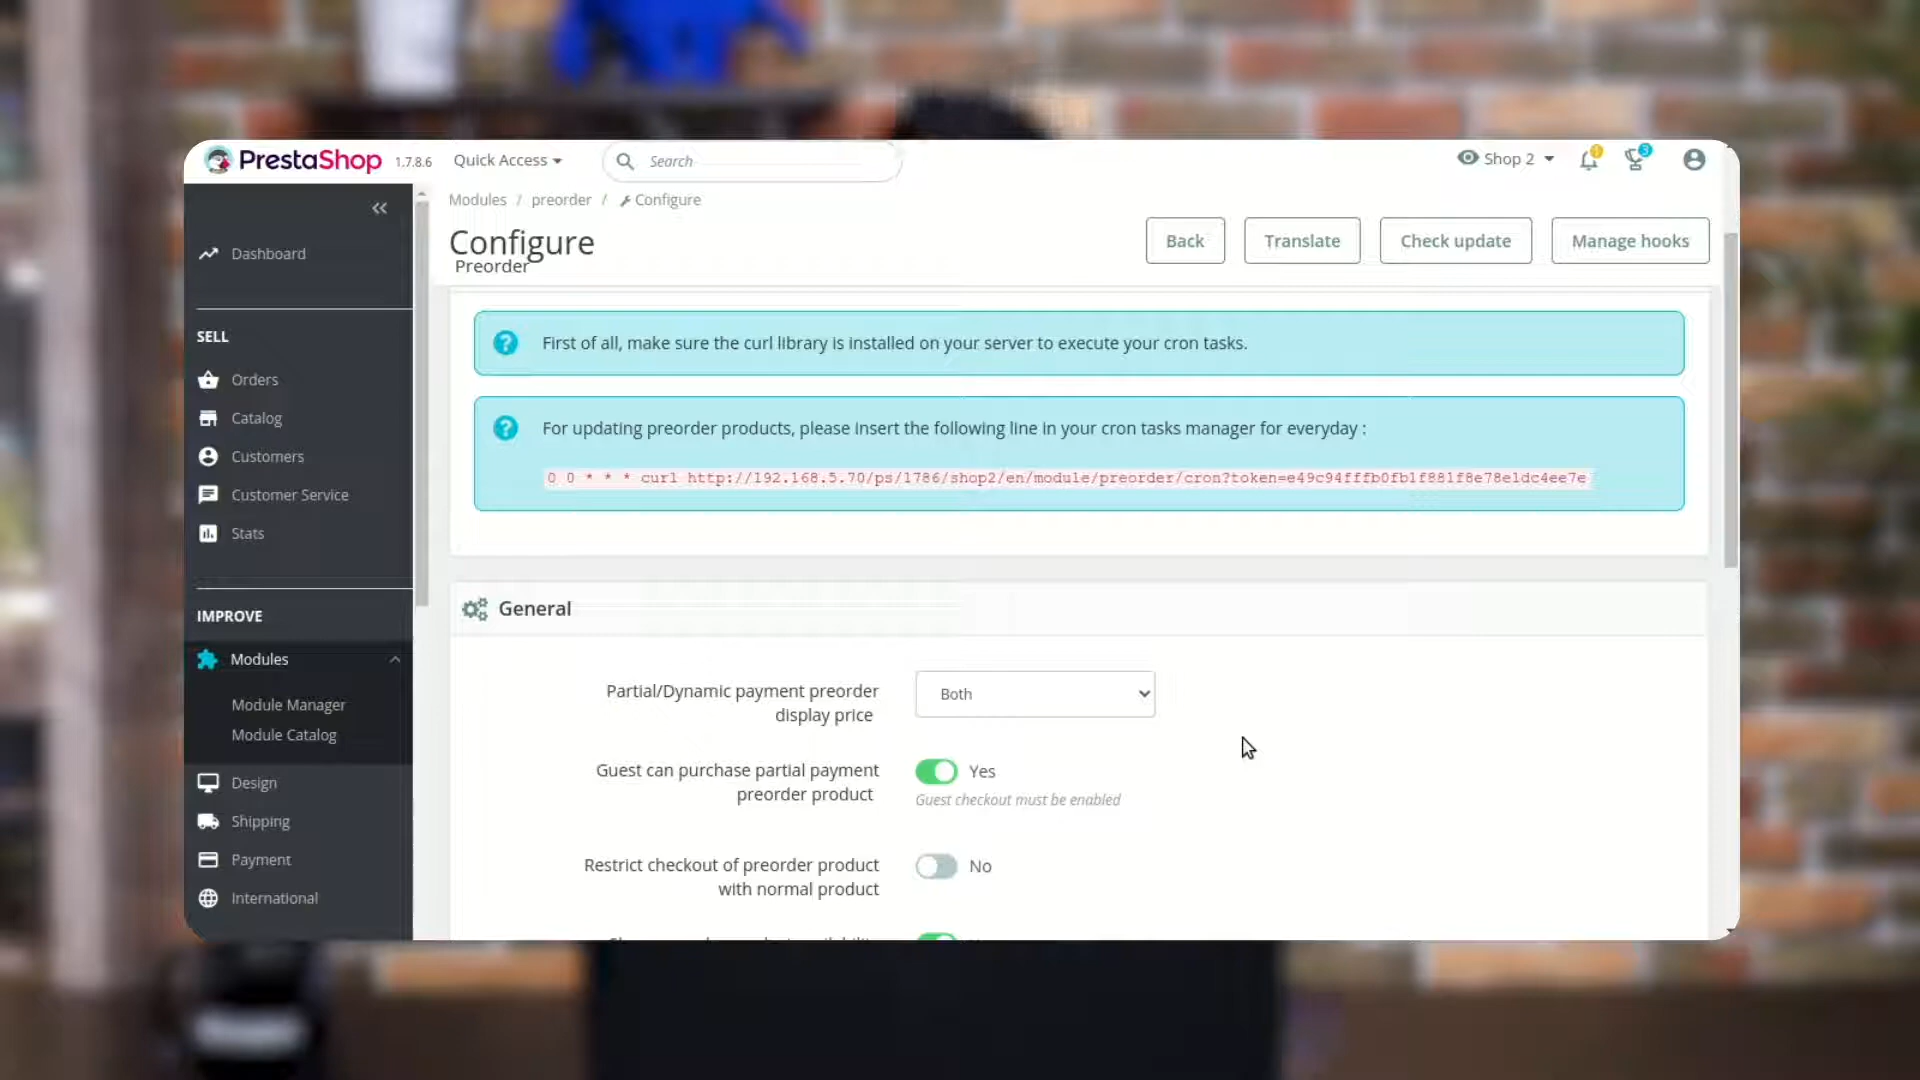 PrestaShop 1.7.8.6 Quick Access Search Shop 2 1 3
Modules / preorder / Configure
Configure
Preorder
Back Translate Check update Manage hooks
Dashboard
SELL
Orders
Catalog
Customers
Customer Service
Stats
IMPROVE
Modules
Module Manager
Module Catalog
Design
Shipping
Payment
International
First of all, make sure the curl library is installed on your server to execute your cron tasks.
For updating preorder products, please insert the following line in your cron tasks manager for everyday :
0 0 * * * curl http://192.168.5.70/ps/1786/shop2/en/module/preorder/cron?token=e49c94fffb0fb1f881f8e78e1dc4ee7e
General
Partial/Dynamic payment preorder
display price
Both
Guest can purchase partial payment
preorder product
Yes
Guest checkout must be enabled
Restrict checkout of preorder product
with normal product
No